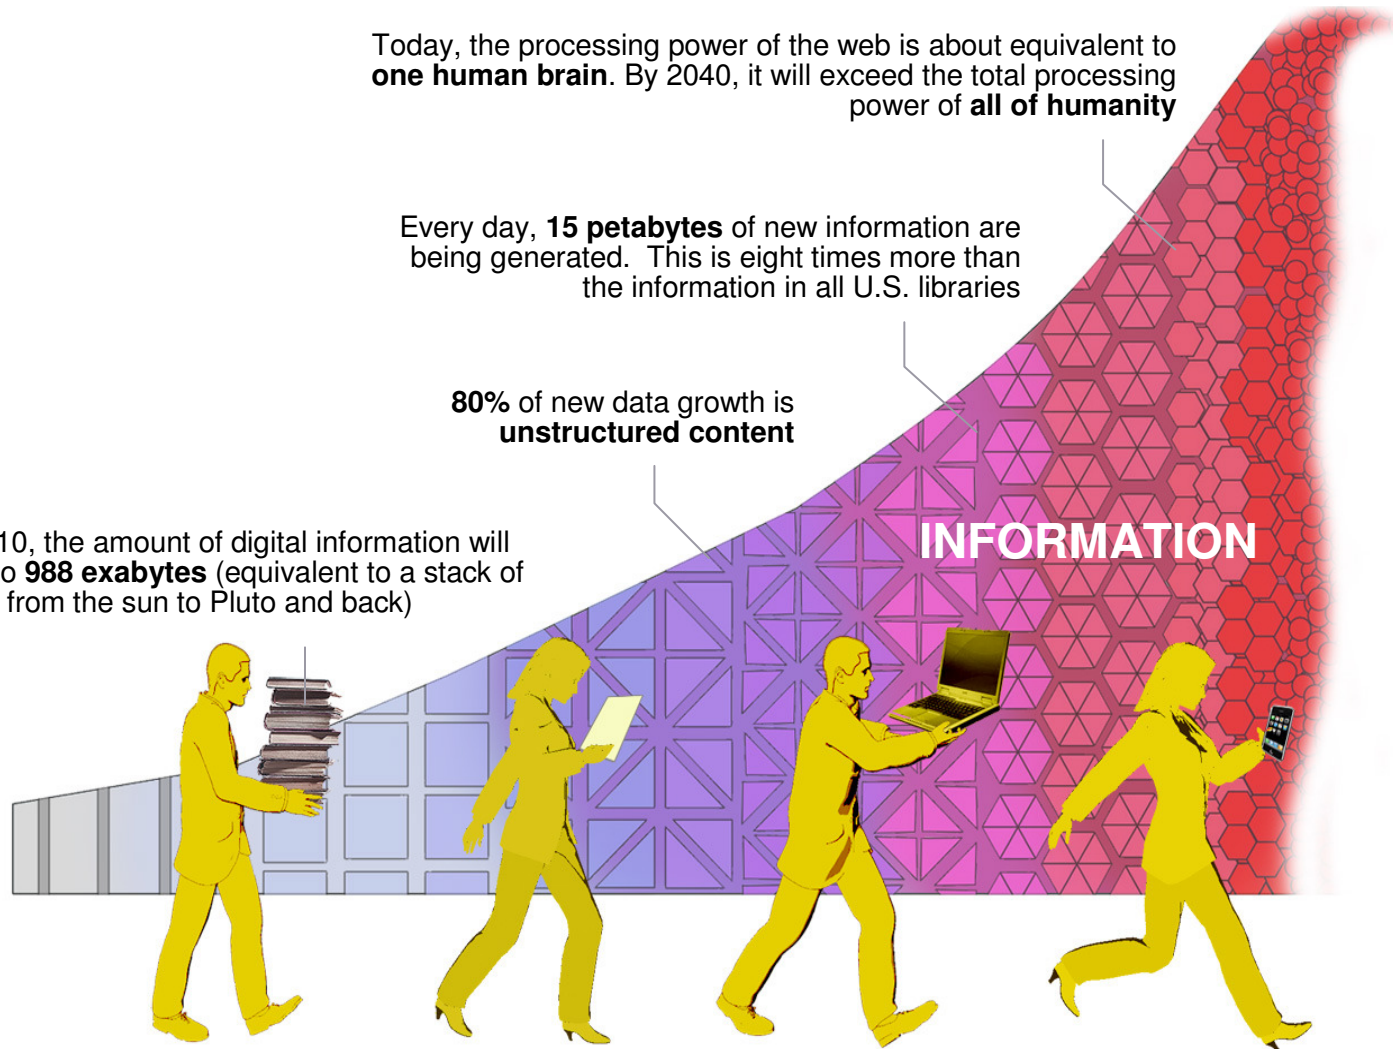 Today, the processing power of the web is about equivalent to
one human brain. By 2040, it will exceed the total processing
power of all of humanity
Every day, 15 petabytes of new information are
being generated.  This is eight times more than
the information in all U.S. libraries
80% of new data growth is
unstructured content
10, the amount of digital information will
o 988 exabytes (equivalent to a stack of
from the sun to Pluto and back)
INFORMATION